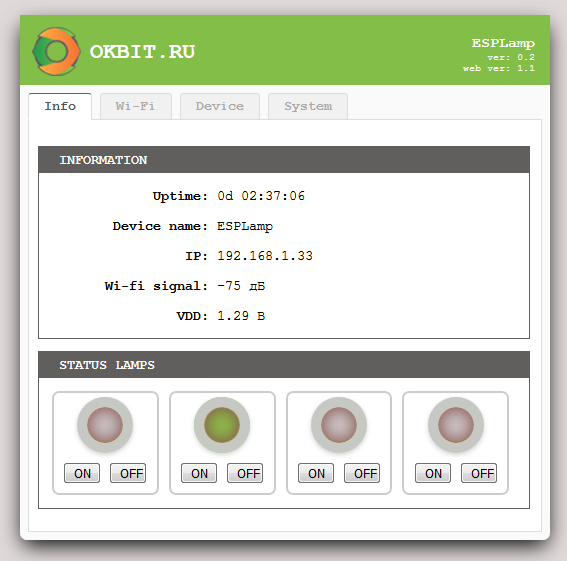 OKBIT.RU
ESPLamp
ver: 0.2
web ver: 1.1
Info Wi-Fi Device System
INFORMATION
Uptime: 0d 02:37:06
Device name: ESPLamp
IP: 192.168.1.33
Wi-fi signal: -75 дБ
VDD: 1.29 В
STATUS LAMPS
ON OFF ON OFF ON OFF ON OFF